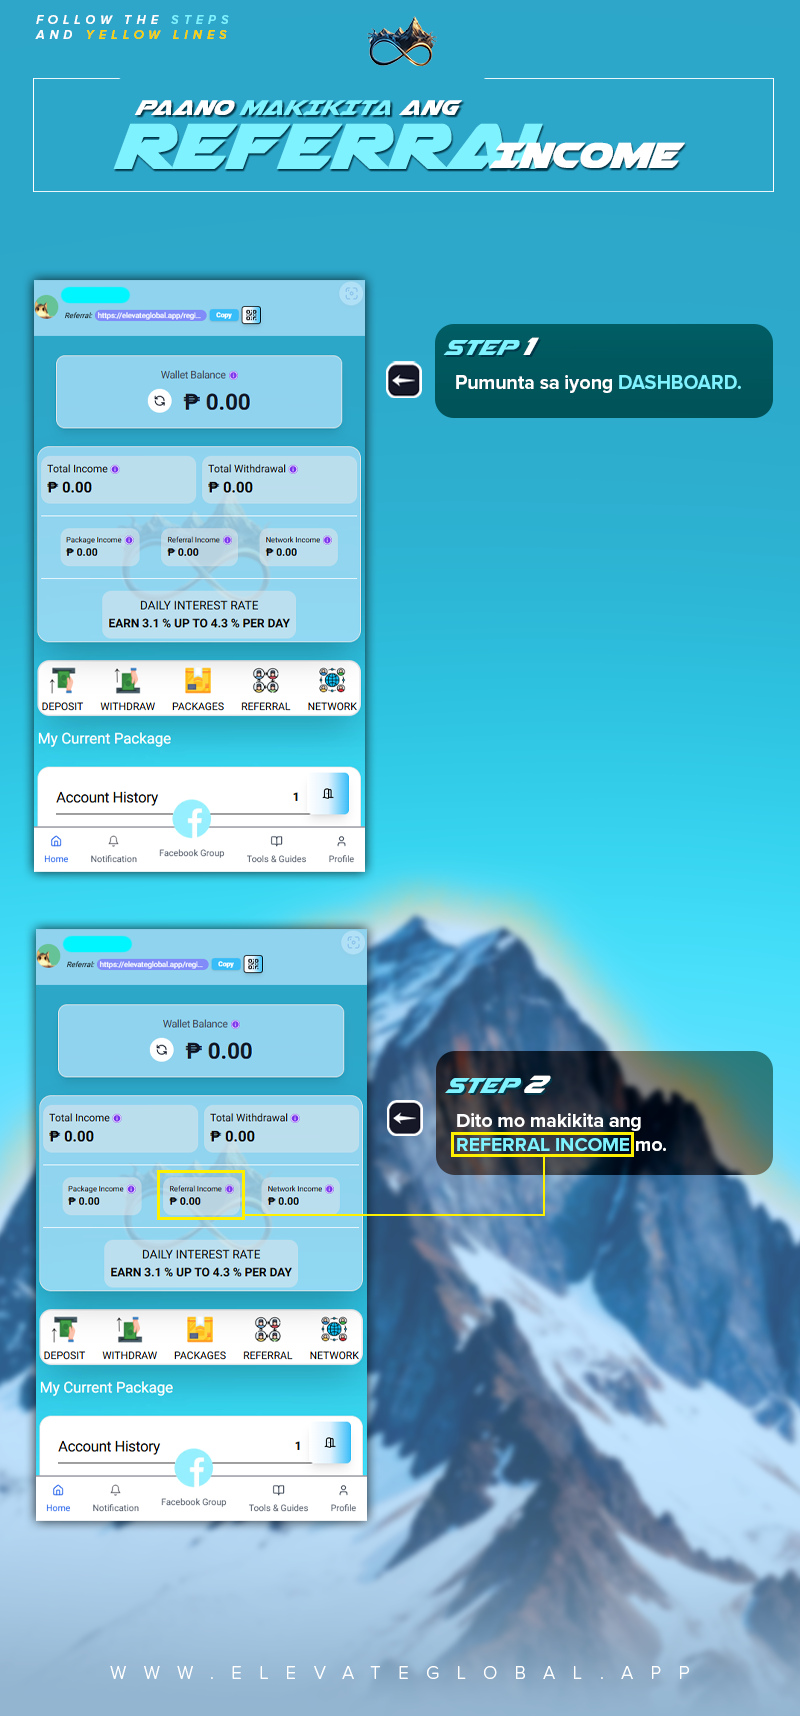 FOLLOW THE STEPS
AND YELLOW LINES
PAANO MAKIKITA ANG
REFERRAL INCOME
Referral: https://elevateglobal.app/regi... Copy
Wallet Balance
₱ 0.00
Total Income Total Withdrawal
₱ 0.00 ₱ 0.00
Package Income Referral Income Network Income
₱ 0.00 ₱ 0.00 ₱ 0.00
DAILY INTEREST RATE
EARN 3.1 % UP TO 4.3 % PER DAY
DEPOSIT WITHDRAW PACKAGES REFERRAL NETWORK
My Current Package
Account History 1
Home Notification Facebook Group Tools & Guides Profile
STEP 1
Pumunta sa iyong DASHBOARD.
Referral: https://elevateglobal.app/regi... Copy
Wallet Balance
₱ 0.00
Total Income Total Withdrawal
₱ 0.00 ₱ 0.00
Package Income Referral Income Network Income
₱ 0.00 ₱ 0.00 ₱ 0.00
DAILY INTEREST RATE
EARN 3.1 % UP TO 4.3 % PER DAY
DEPOSIT WITHDRAW PACKAGES REFERRAL NETWORK
My Current Package
Account History 1
Home Notification Facebook Group Tools & Guides Profile
STEP 2
Dito mo makikita ang
REFERRAL INCOME mo.
WWW.ELEVATEGLOBAL.APP